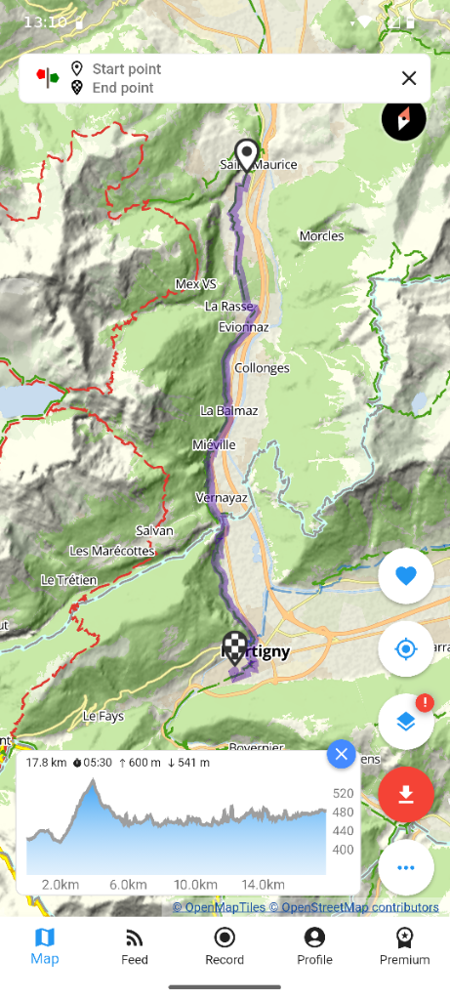 13:10
Start point
End point
Saint-Maurice
Morcles
Mex VS
La Rasse
Evionnaz
Collonges
La Balmaz
Miéville
Vernayaz
Salvan
Les Marécottes
Le Trétien
Le Fays
Bovernier
17.8 km 05:30 ↑ 600 m ↓ 541 m
520
480
440
400
2.0km 6.0km 10.0km 14.0km
© OpenMapTiles © OpenStreetMap contributors
Map Feed Record Profile Premium